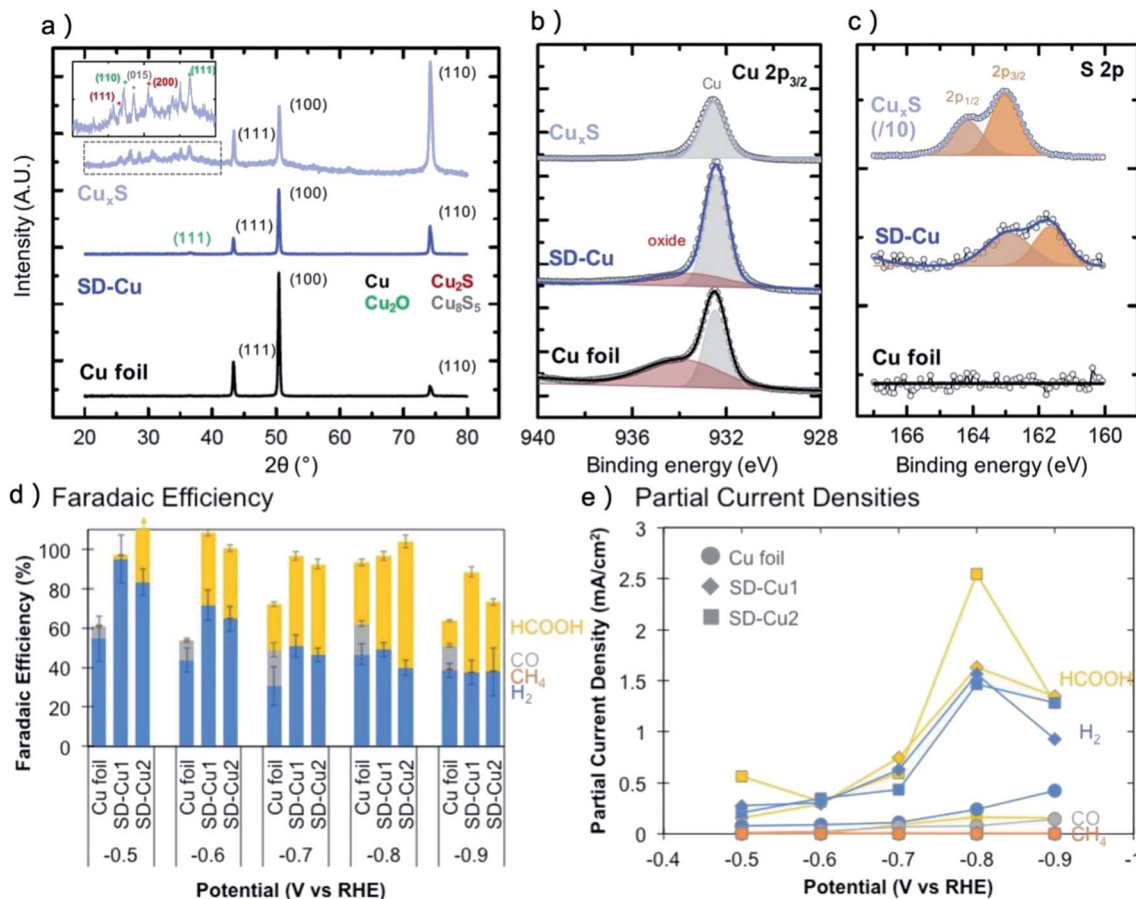 a )
(110)
(015)
(111)
(200)
(111)
(110)
(100)
(111)
CuₓS
(100)
(110)
(111)
(111)
SD-Cu
(100)
Cu
Cu₂S
Cu₂O
Cu₈S₅
(111)
(110)
Cu foil
Intensity (A.U.)
20 30 40 50 60 70 80
2θ (°)
b )
Cu 2p₃/₂
Cu
CuₓS
oxide
SD-Cu
Cu foil
940 936 932 928
Binding energy (eV)
c )
S 2p
2p₃/₂
2p₁/₂
CuₓS
(/10)
SD-Cu
Cu foil
166 164 162 160
Binding energy (eV)
d ) Faradaic Efficiency
Faradaic Efficiency (%)
100
80
60
40
20
0
HCOOH
CO
CH₄
H₂
Cu foil
SD-Cu1
SD-Cu2
Cu foil
SD-Cu1
SD-Cu2
Cu foil
SD-Cu1
SD-Cu2
Cu foil
SD-Cu1
SD-Cu2
Cu foil
SD-Cu1
SD-Cu2
-0.5 -0.6 -0.7 -0.8 -0.9
Potential (V vs RHE)
e ) Partial Current Densities
Partial Current Density (mA/cm²)
3
2.5
2
1.5
1
0.5
0
Cu foil
SD-Cu1
SD-Cu2
HCOOH
H₂
CO
CH₄
-0.4 -0.5 -0.6 -0.7 -0.8 -0.9 -1
Potential (V vs RHE)